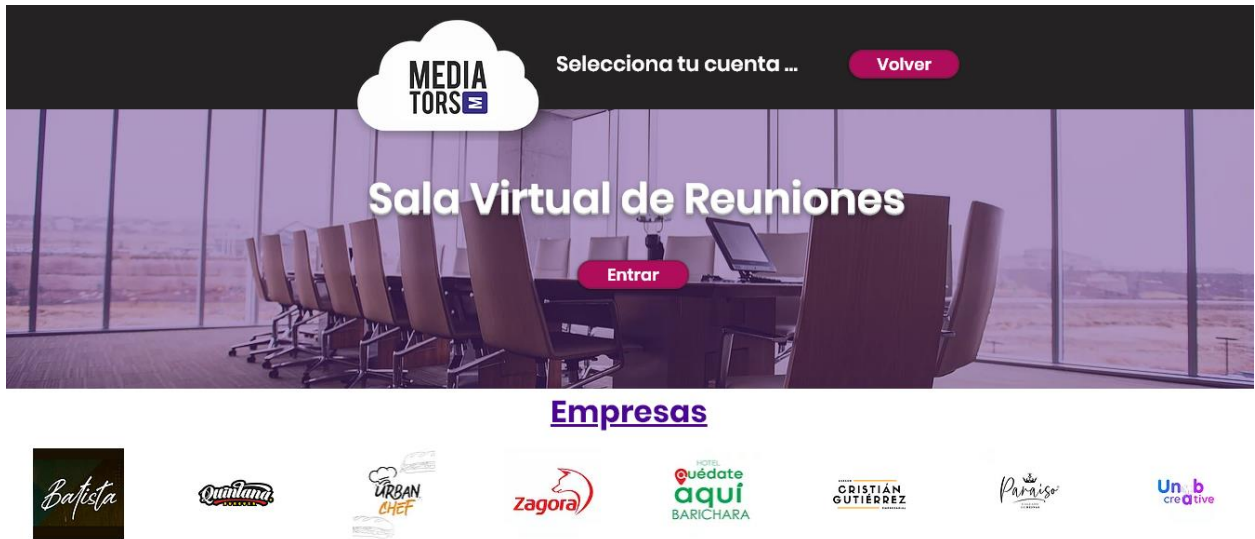 MEDIA
TORS M
Selecciona tu cuenta ...
Volver
Sala Virtual de Reuniones
Entrar
Empresas
Batista
Quintana
URBAN
CHEF
Zagora
HOTEL
Quédate
aquí
BARICHARA
CRISTIÁN
GUTIÉRREZ
Paraíso
creative